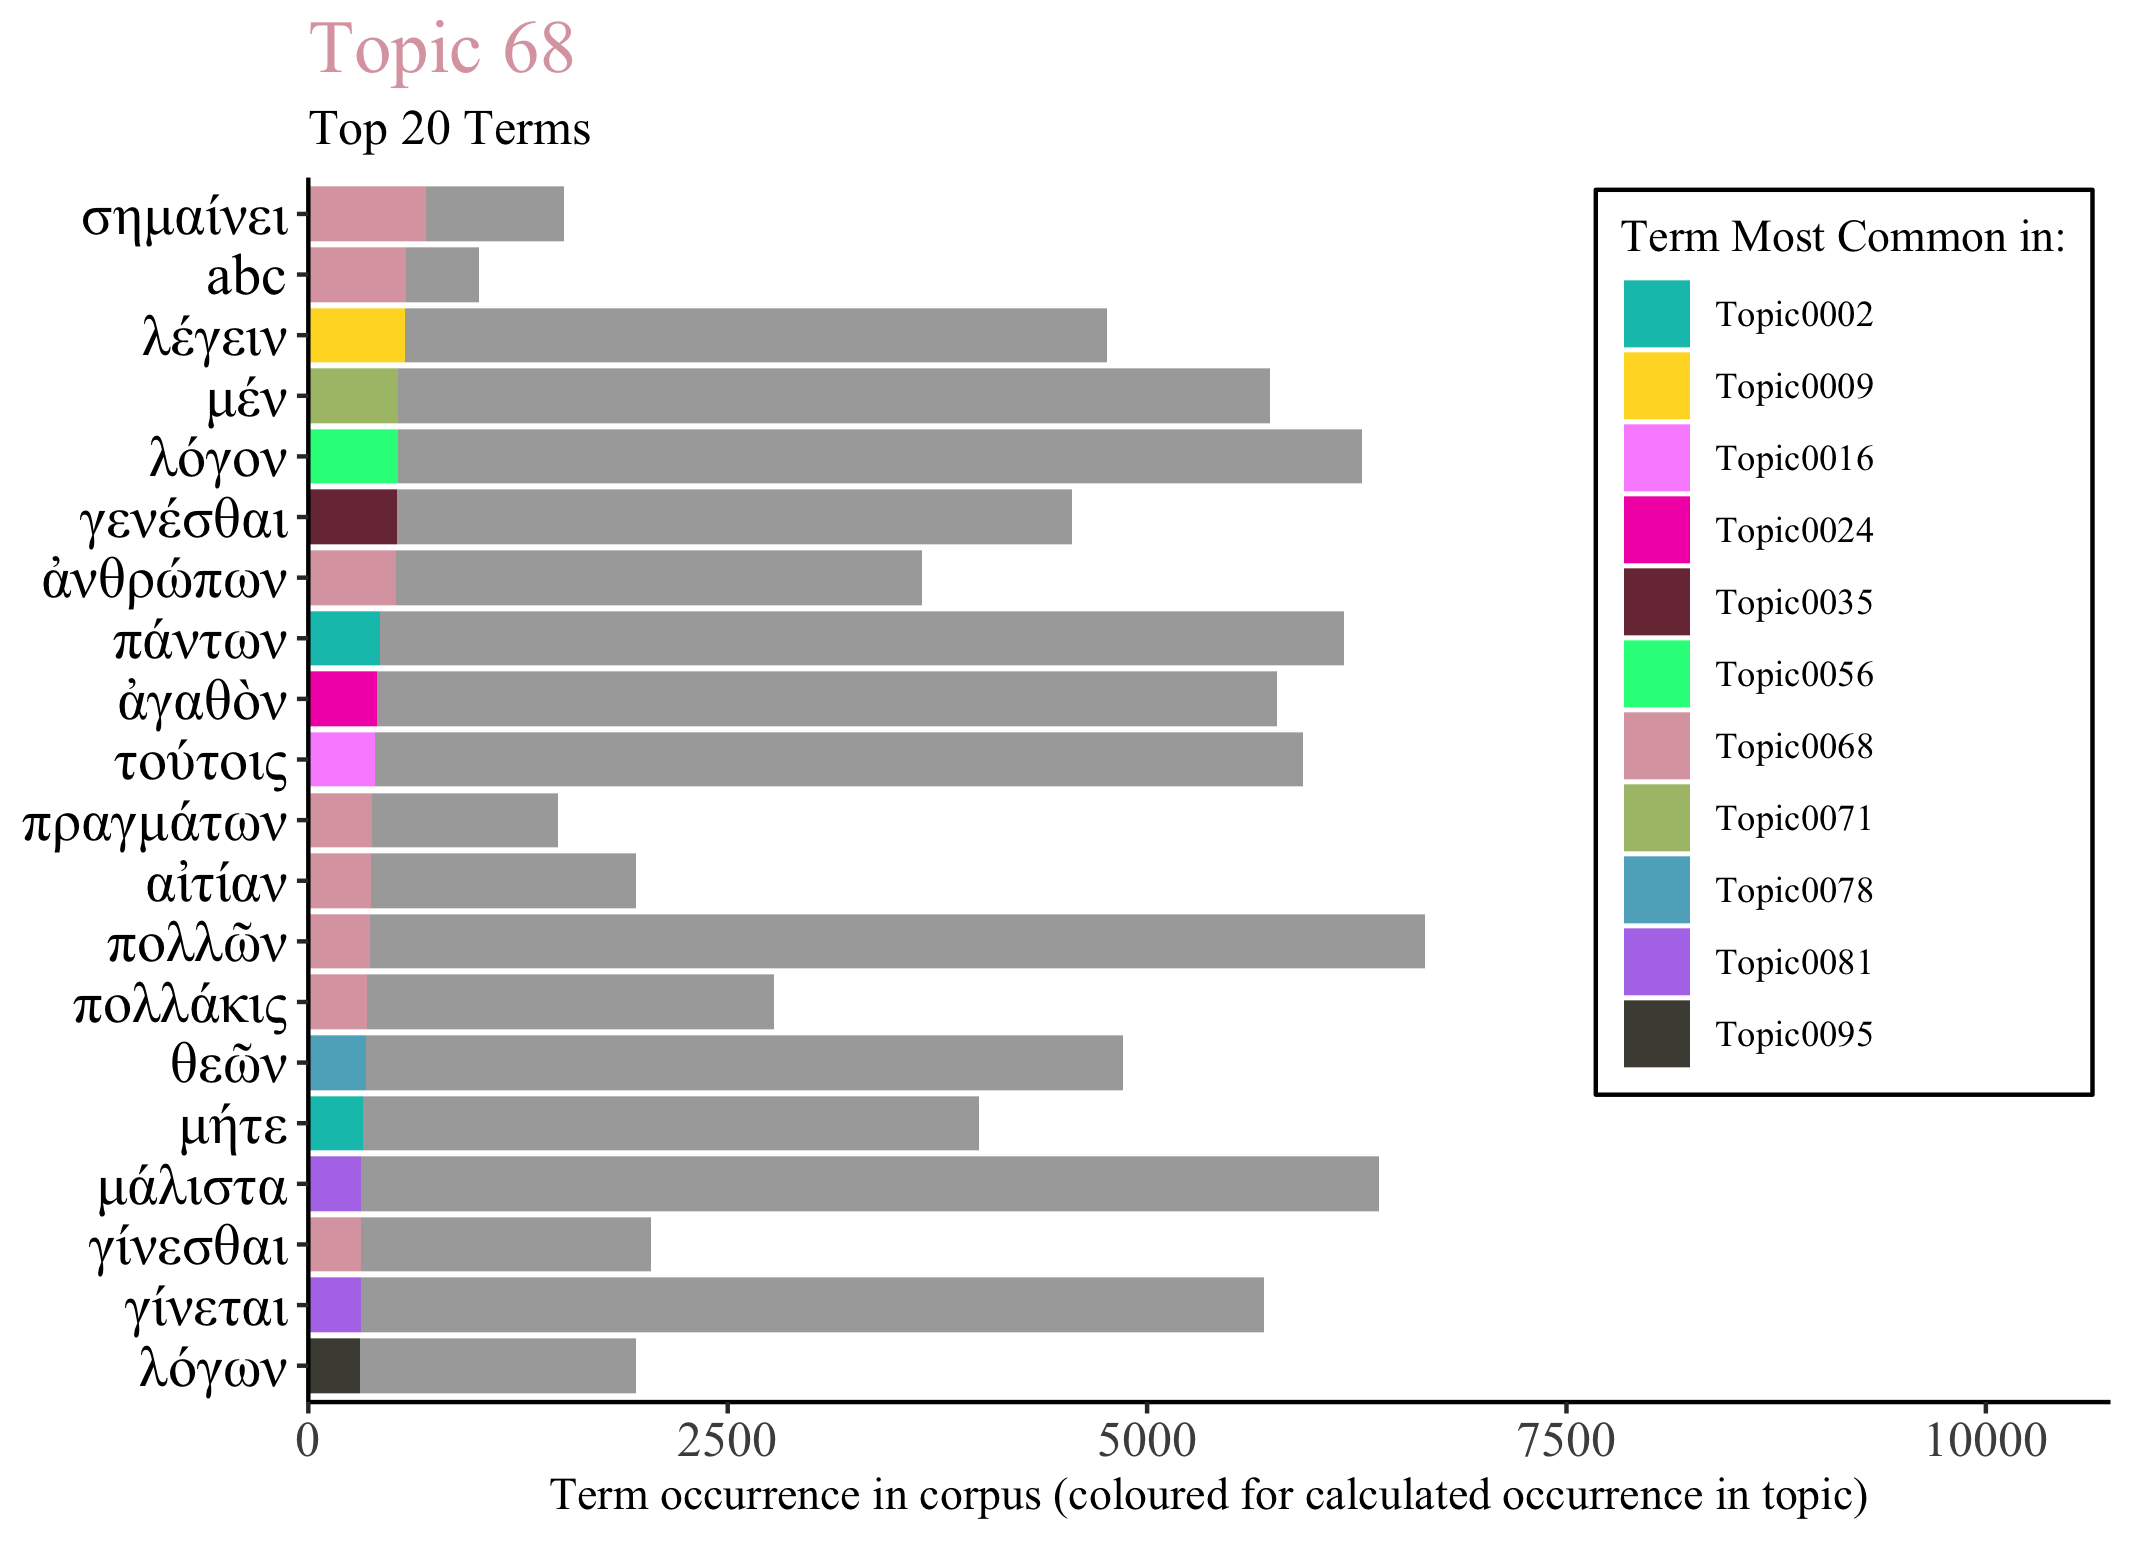 Topic 68
Top 20 Terms
σημαίνει
abc
λέγειν
μέν
λόγον
γενέσθαι
ἀνθρώπων
πάντων
ἀγαθὸν
τούτοις
πραγμάτων
αἰτίαν
πολλῶν
πολλάκις
θεῶν
μήτε
μάλιστα
γίνεσθαι
γίνεται
λόγων
0 2500 5000 7500 10000
Term occurrence in corpus (coloured for calculated occurrence in topic)
Term Most Common in:
Topic0002
Topic0009
Topic0016
Topic0024
Topic0035
Topic0056
Topic0068
Topic0071
Topic0078
Topic0081
Topic0095